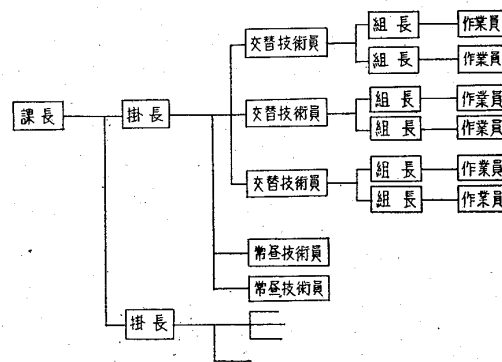 組長
作業員
交替技術員
組長
作業員
課長
掛長
交替技術員
組長
作業員
組長
作業員
交替技術員
組長
作業員
組長
作業員
常昼技術員
常昼技術員
掛長